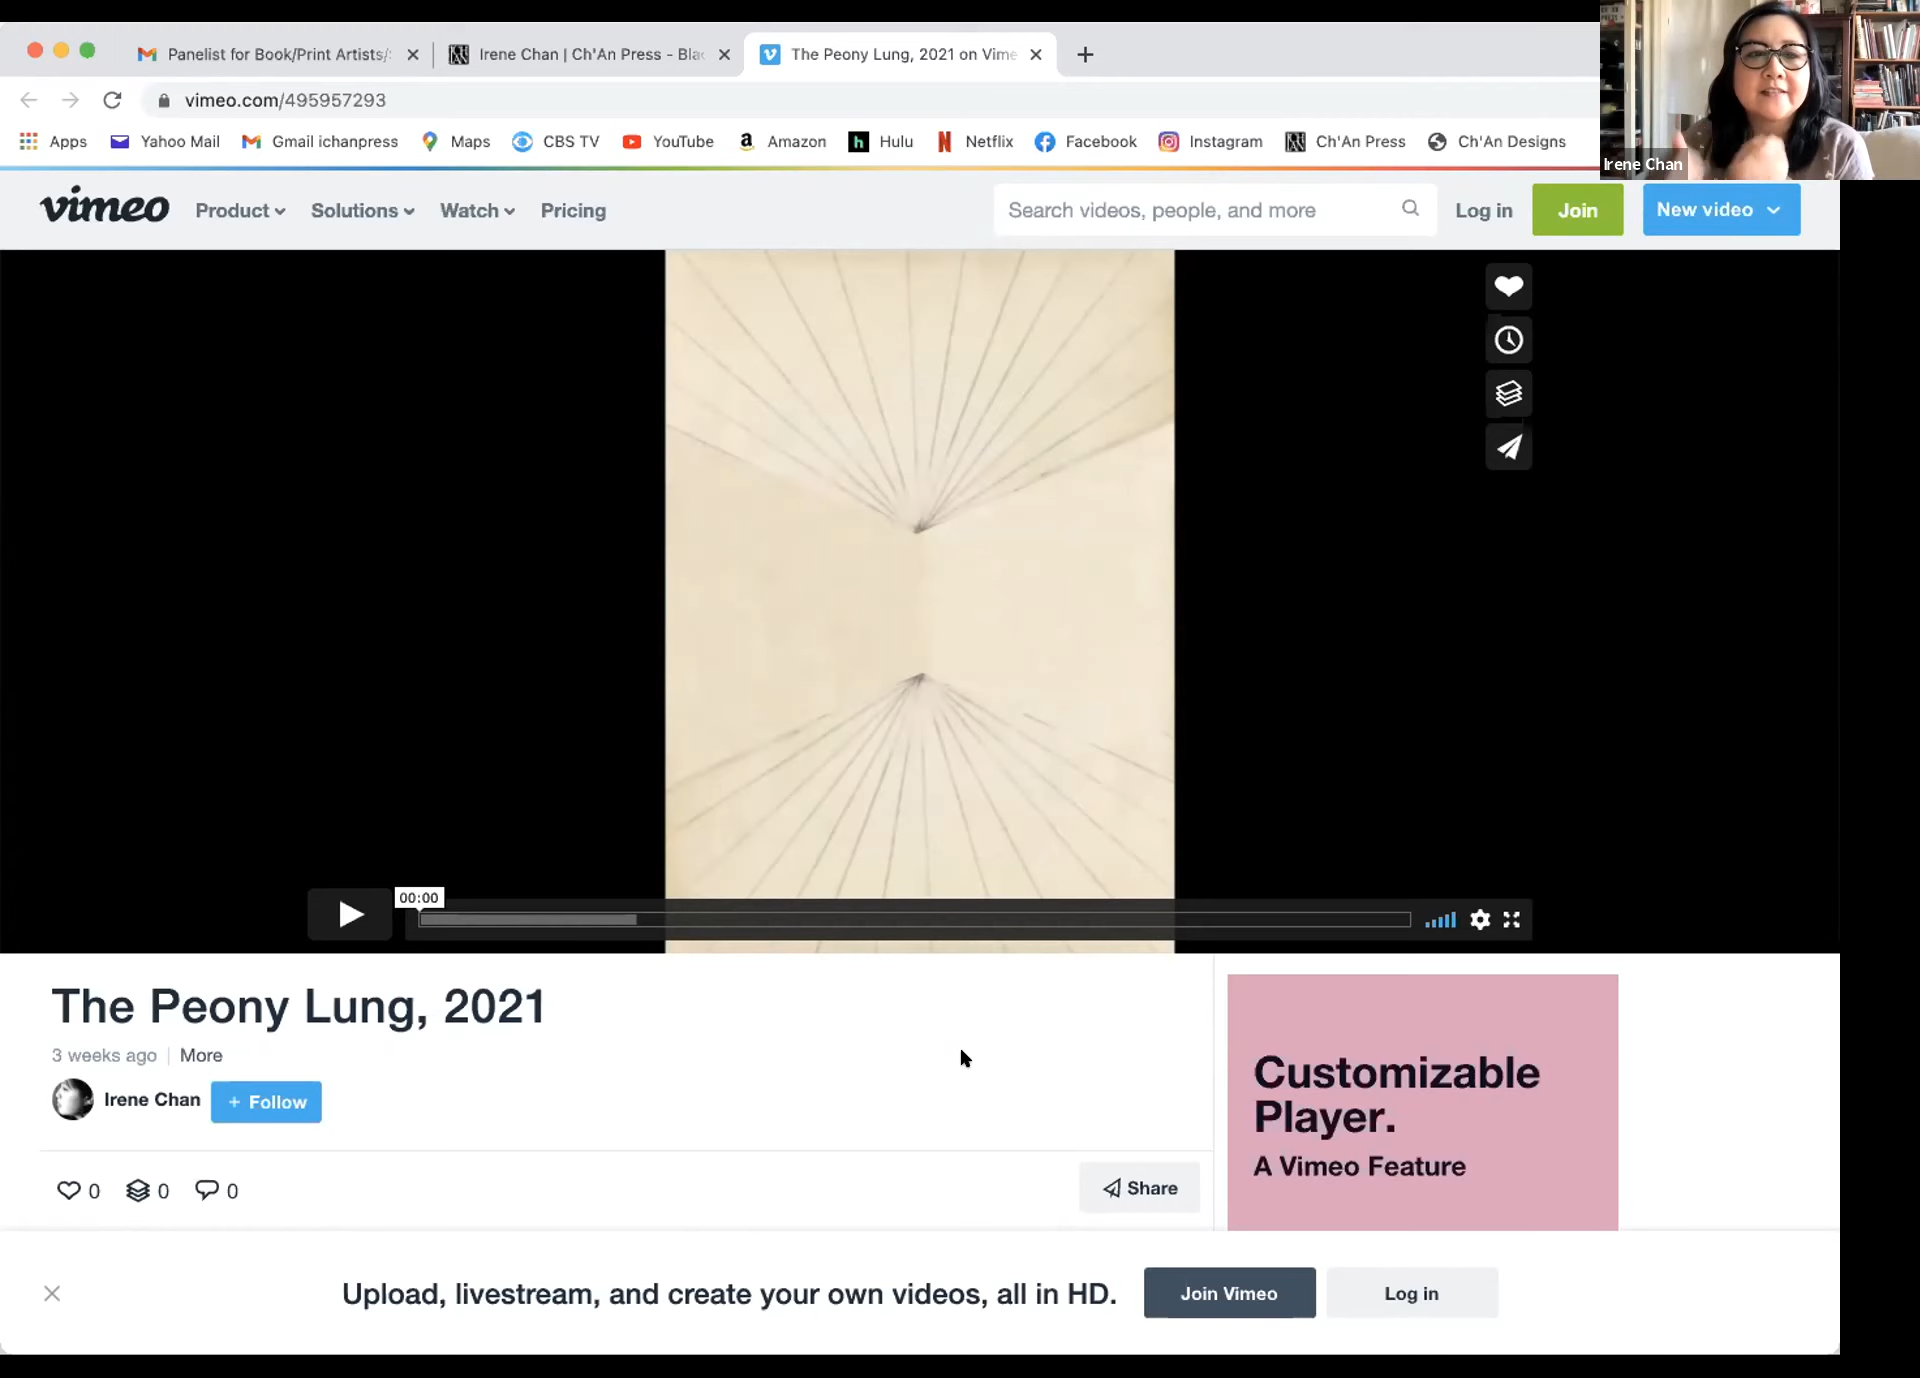 Panelist for Book/Print Artists/
Irene Chan | Ch'An Press - Bla
The Peony Lung, 2021 on Vime
vimeo.com/495957293
Apps
Yahoo Mail
Gmail ichanpress
Maps
CBS TV
YouTube
Amazon
Hulu
Netflix
Facebook
Instagram
Ch'An Press
Ch'An Designs
Irene Chan
vimeo
Product
Solutions
Watch
Pricing
Search videos, people, and more
Log in
Join
New video
00:00
The Peony Lung, 2021
3 weeks ago
More
Irene Chan
+ Follow
0
0
0
Share
Customizable
Player.
A Vimeo Feature
Upload, livestream, and create your own videos, all in HD.
Join Vimeo
Log in